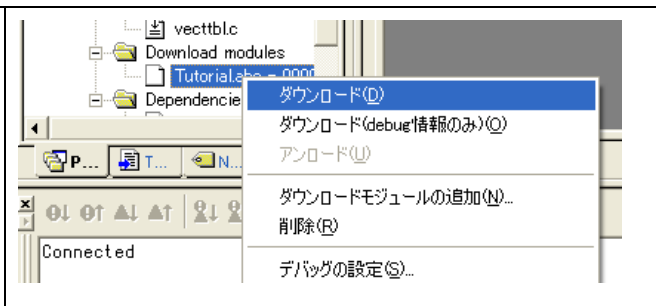 vecttbl.c
Download modules
Tutorial.abs - 0000
Dependencie
ダウンロード(D)
ダウンロード(debug情報のみ)(O)
アンロード(U)
ダウンロードモジュールの追加(N)...
削除(R)
デバッグの設定(S)...
P...
T...
N...
Connected